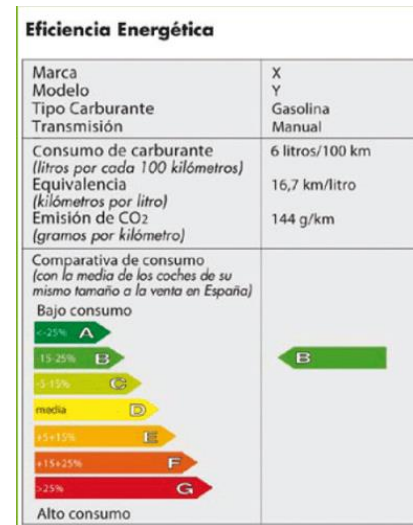 Eficiencia Energética
Marca X
Modelo Y
Tipo Carburante Gasolina
Transmisión Manual
Consumo de carburante 6 litros/100 km
(litros por cada 100 kilómetros)
Equivalencia 16,7 km/litro
(kilómetros por litro)
Emisión de CO2 144 g/km
(gramos por kilómetro)
Comparativa de consumo
(con la media de los coches de su
mismo tamaño a la venta en España)
Bajo consumo
<-25% A
-15-25% B B
-5-15% C
media D
+5+15% E
+15+25% F
>25% G
Alto consumo